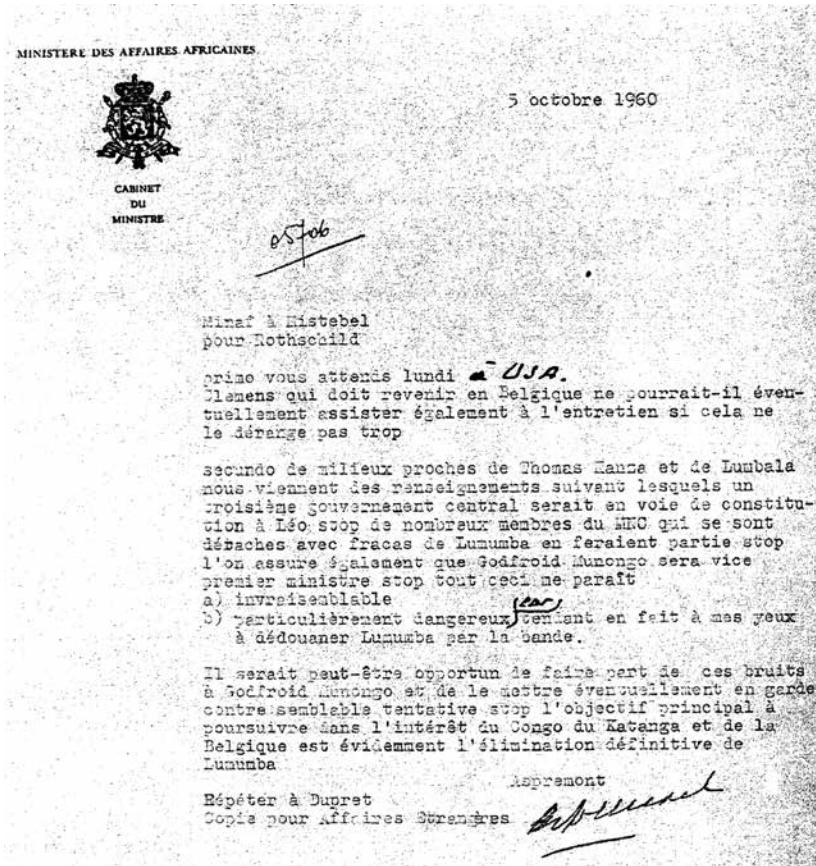 MINISTERE DES AFFAIRES AFRICAINES
5 octobre 1960
CABINET
DU
MINISTRE
05706
Minaf à Mistebel
pour Rothschild
primo vous attends lundi à USA.
Clemens qui doit revenir en Belgique ne pourrait-il éven-
tuellement assister également à l'entretien si cela ne
le dérange pas trop
secundo de milieux proches de Thomas Kanza et de Lumbala
nous viennent des renseignements suivant lesquels un
troisième gouvernement central serait en voie de constitu-
tion à Léo stop de nombreux membres du MNC qui se sont
détachés avec fracas de Lumumba en feraient partie stop
l'on assure également que Godfroid Munongo sera vice
premier ministre stop tout ceci me paraît
a) invraisemblable
b) particulièrement dangereux (car) tendant en fait à mes yeux
à dédouaner Lumumba par la bande.
Il serait peut-être opportun de faire part de ces bruits
à Godfroid Munongo et de le mettre éventuellement en garde
contre semblable tentative stop l'objectif principal à
poursuivre dans l'intérêt du Congo du Katanga et de la
Belgique est évidemment l'élimination définitive de
Lumumba
Aspremont
Répéter à Dupret
Copie pour Affaires Etrangères